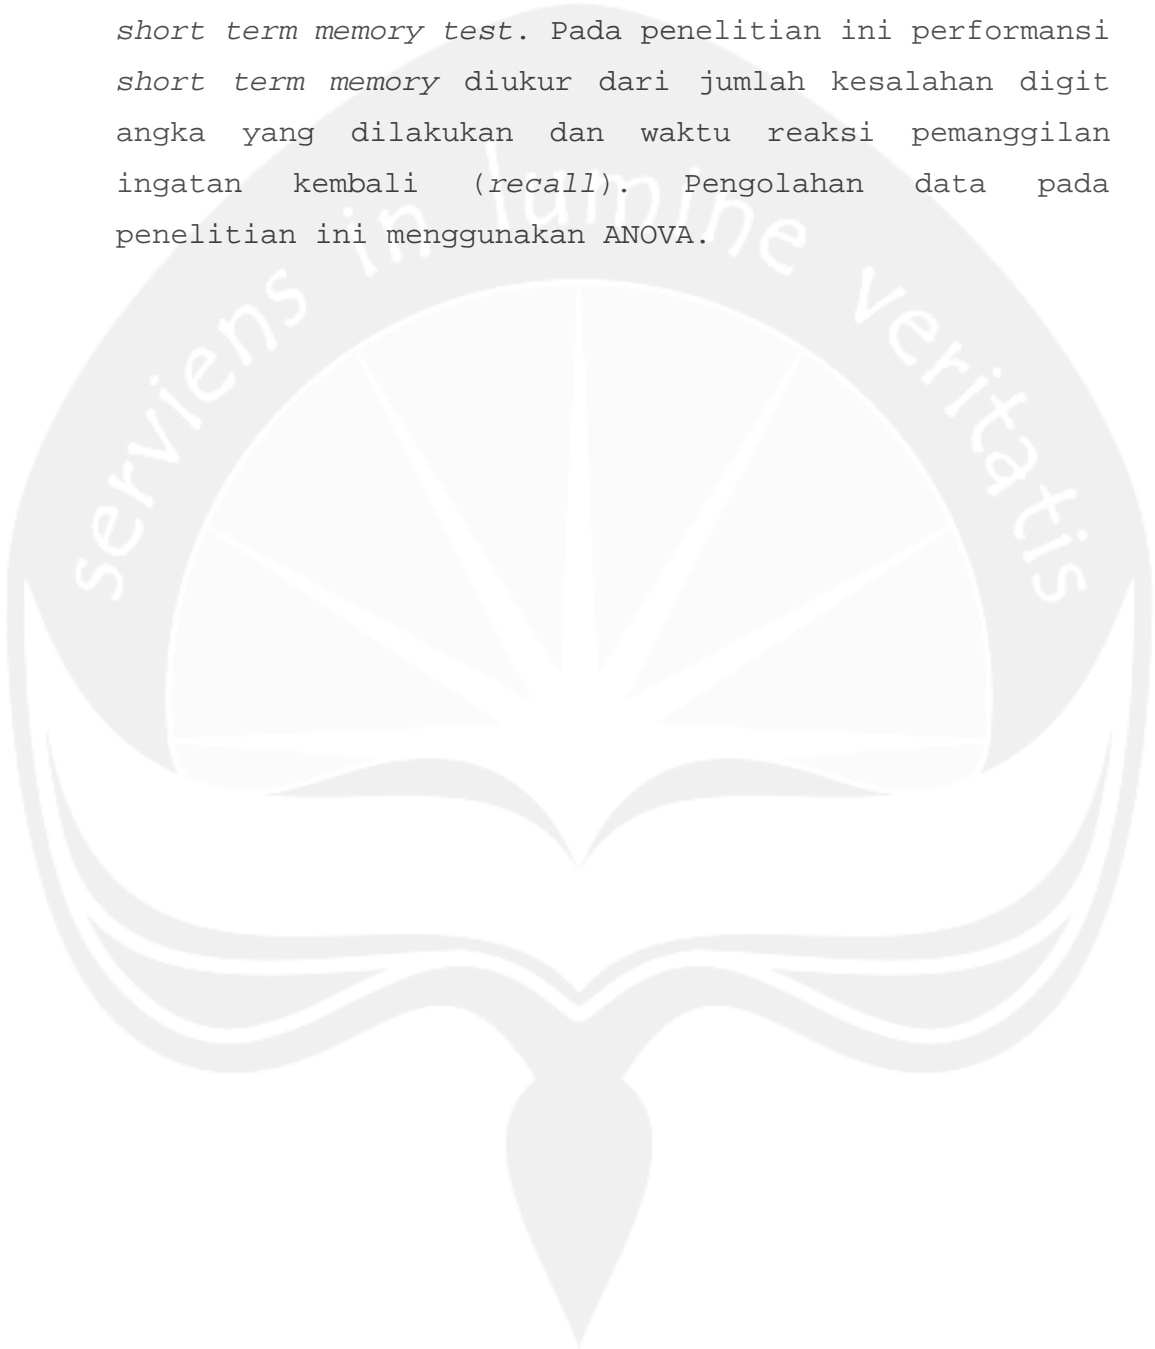 short term memory test. Pada penelitian ini performansi
short term memory diukur dari jumlah kesalahan digit
angka yang dilakukan dan waktu reaksi pemanggilan
ingatan kembali (recall). Pengolahan data pada
penelitian ini menggunakan ANOVA.
serviens in lumine veritatis